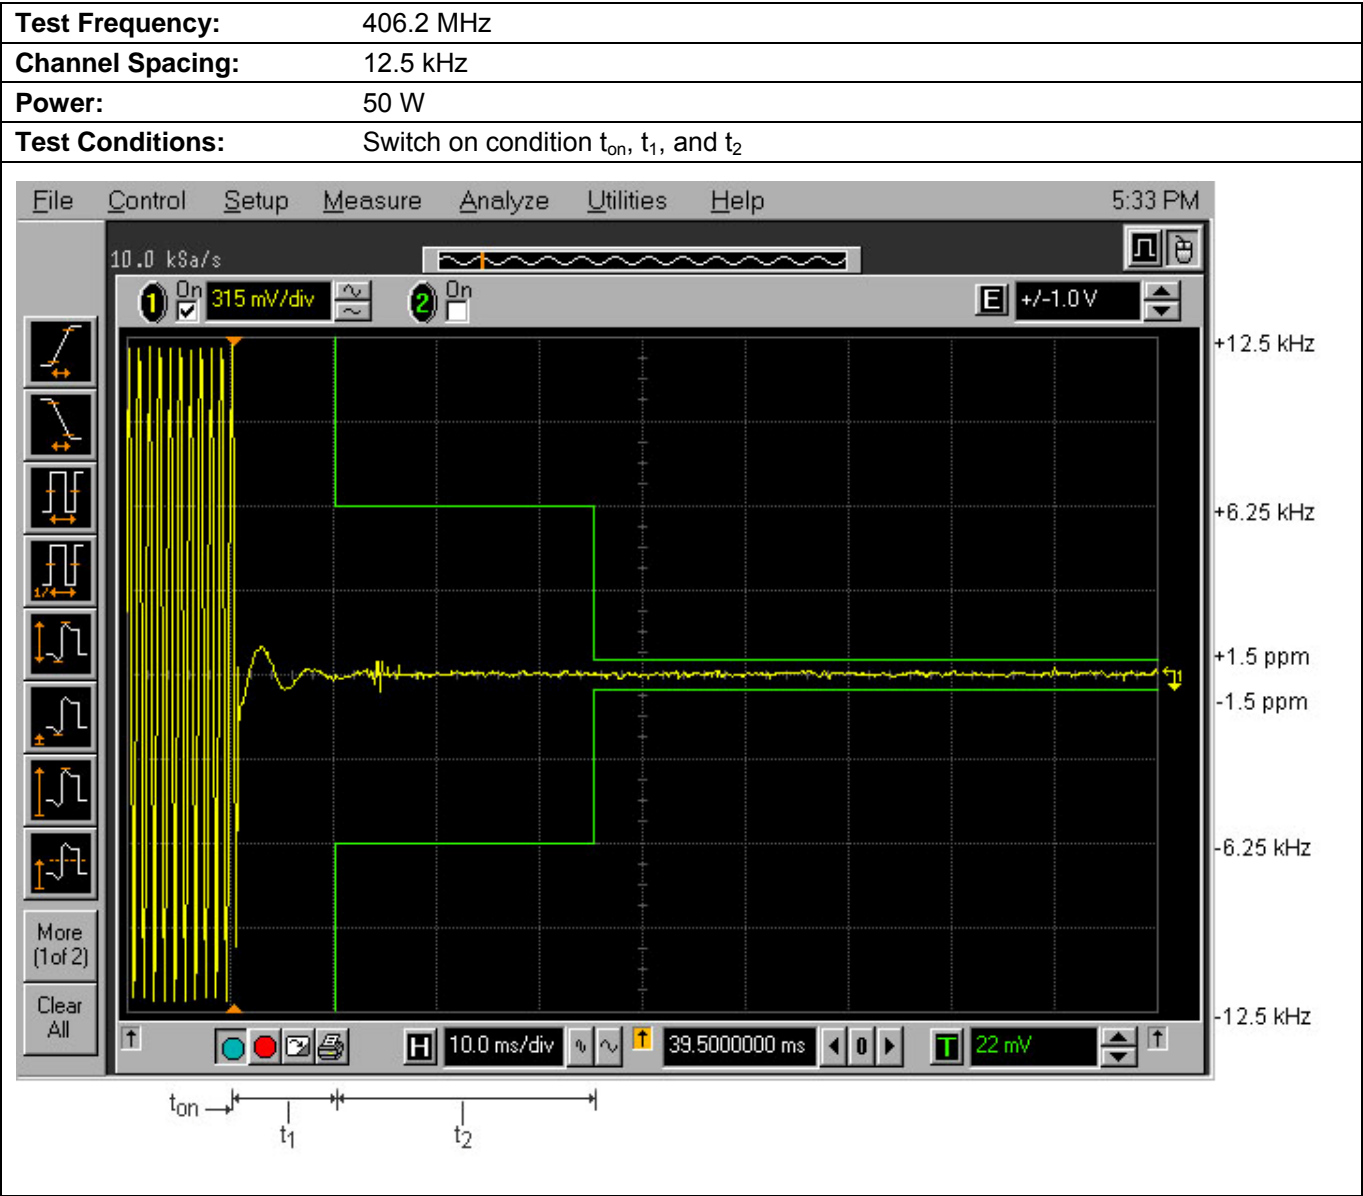 Test Frequency: 406.2 MHz
Channel Spacing: 12.5 kHz
Power: 50 W
Test Conditions: Switch on condition ton, t1, and t2
File Control Setup Measure Analyze Utilities Help 5:33 PM
10.0 kSa/s
1 On 315 mV/div 2 On E +/-1.0 V
+12.5 kHz
+6.25 kHz
+1.5 ppm
-1.5 ppm
-6.25 kHz
-12.5 kHz
More
(1 of 2)
Clear
All
H 10.0 ms/div 39.5000000 ms 0 T 22 mV
ton
t1
t2